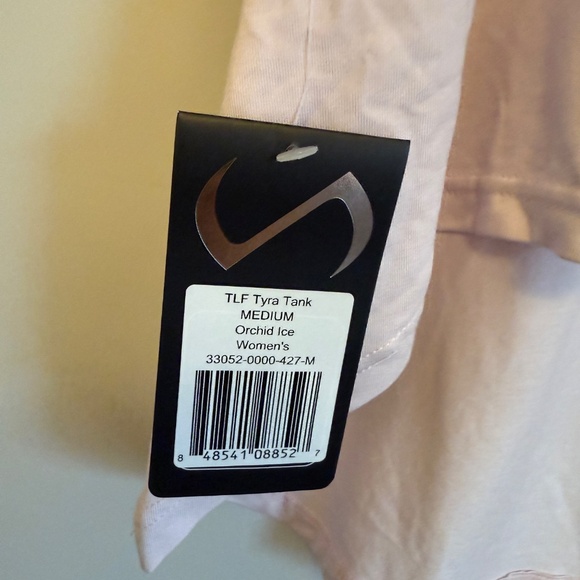 TLF Tyra Tank
MEDIUM
Orchid Ice
Women's
33052-0000-427-M
8 48541 08852 7